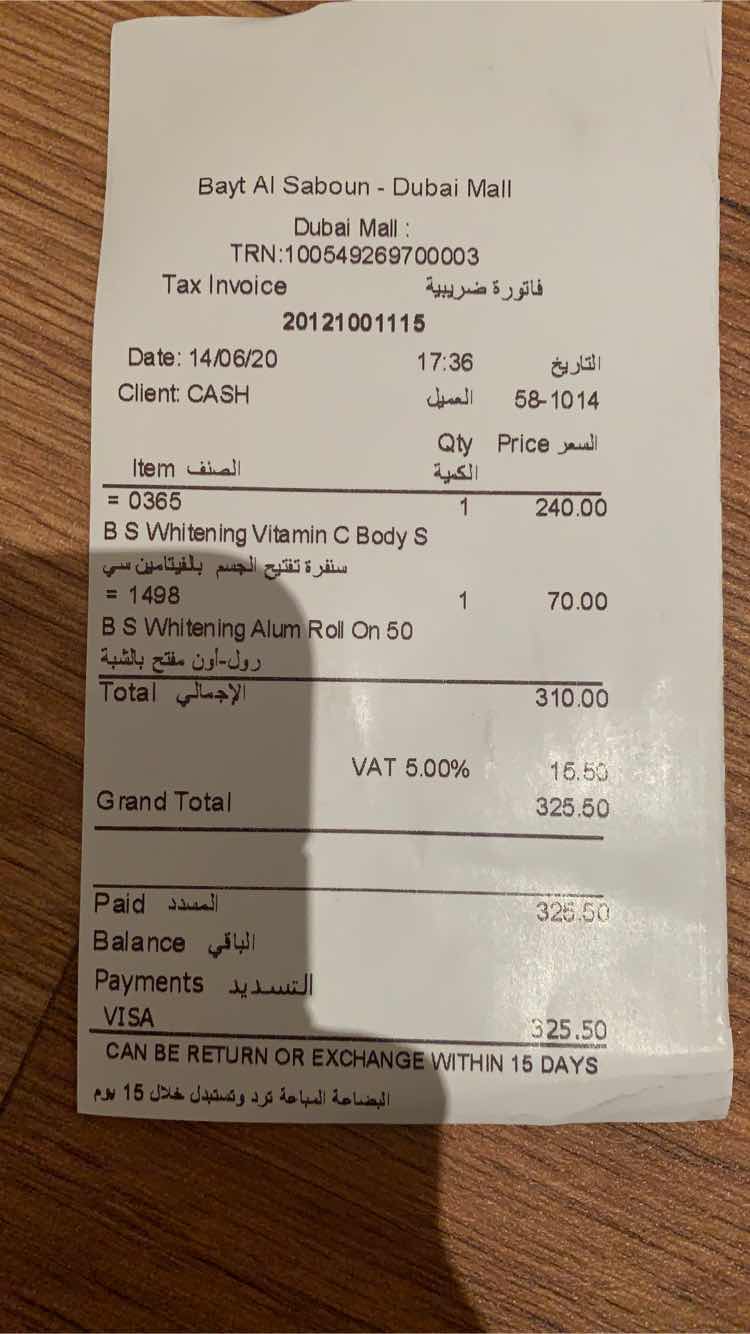 Bayt Al Saboun - Dubai Mall
Dubai Mall :
TRN:100549269700003
Tax Invoice فاتورة ضريبية
20121001115
Date: 14/06/20 17:36 التاريخ
Client: CASH العميل 58-1014
Qty Price السعر
Item الصنف الكمية
= 0365 1 240.00
B S Whitening Vitamin C Body S
سنفرة تفتيح الجسم بالفيتامين سي
= 1498 1 70.00
B S Whitening Alum Roll On 50
رول-أون مفتح بالشبة
Total الإجمالي 310.00
VAT 5.00% 15.50
Grand Total 325.50
Paid المسدد 325.50
Balance الباقي
Payments التسديد
VISA 325.50
CAN BE RETURN OR EXCHANGE WITHIN 15 DAYS
البضاعة المباعة ترد وتستبدل خلال 15 يوم